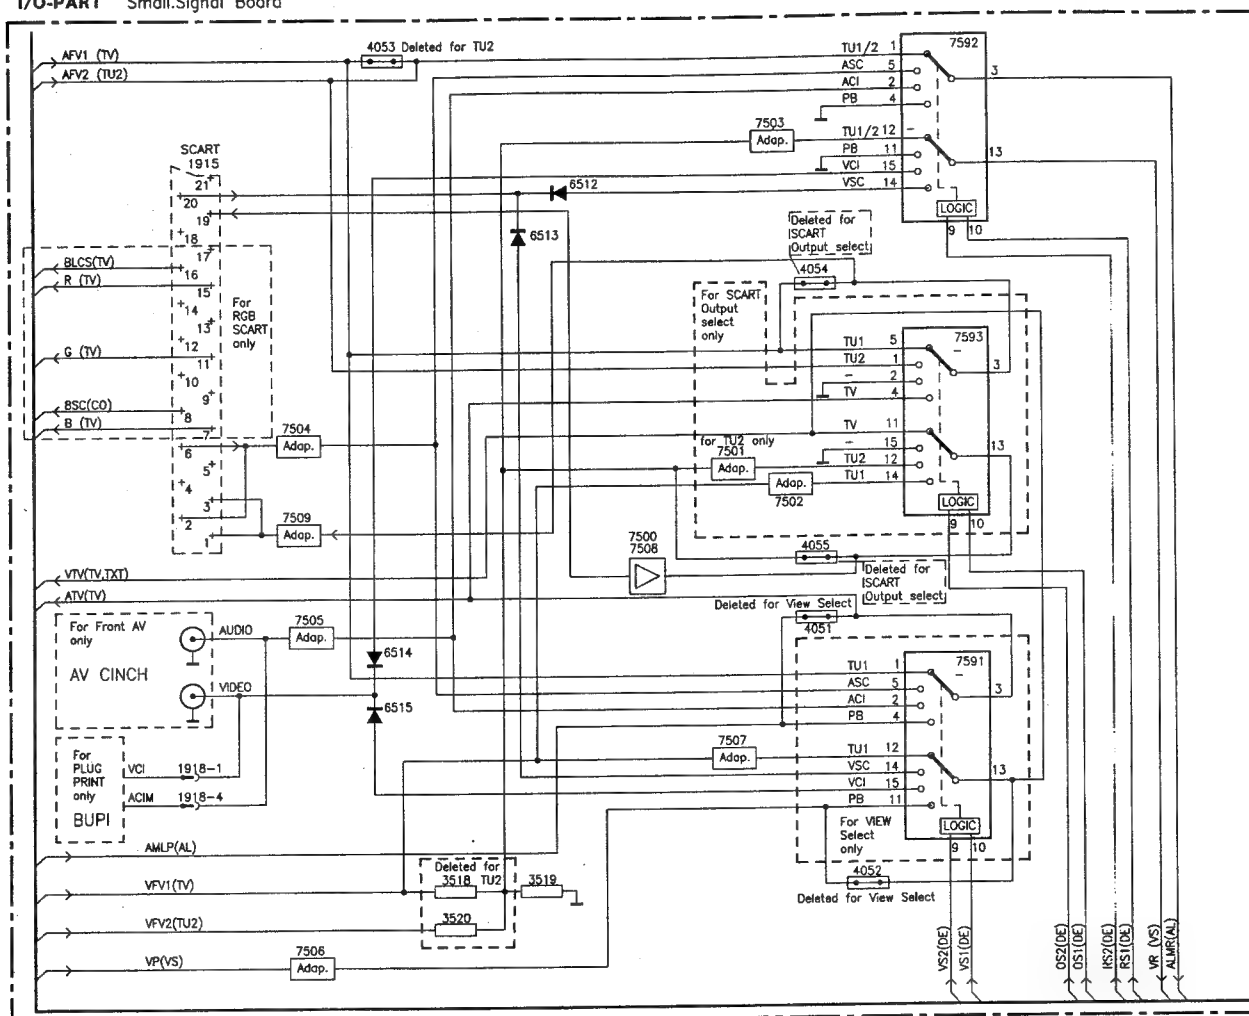 I/O-PART Small.Signal Board
AFV1 (TV)
AFV2 (TU2)
4053 Deleted for TU2
TU1/2 1
ASC 5
ACI 2
PB 4
7592
3
7503
Adap.
TU1/2 12
PB 11
VCI 15
VSC 14
13
LOGIC
9 10
SCART
1915
21
20
19
18
17
16
15
14
13
12
11
10
9
8
7
6
5
4
3
2
1
6512
6513
BLCS(TV)
R (TV)
G (TV)
BSC(CO)
B (TV)
For
RGB
SCART
only
7504
Adap.
7509
Adap.
Deleted for
SCART
Output select
4054
For SCART
Output
select
only
TU1 5
TU2 1
- 2
TV 4
7593
3
TV 11
- 15
TU2 12
TU1 14
13
LOGIC
9 10
for TU2 only
7501
Adap.
Adap.
7502
7500
7508
4055
Deleted for
SCART
Output select
VTV(TV,TXT)
ATV(TV)
Deleted for View Select
4051
For Front AV
only
AV CINCH
AUDIO
VIDEO
7505
Adap.
6514
6515
TU1 1
ASC 5
ACI 2
PB 4
7591
3
7507
Adap.
TU1 12
VSC 14
VCI 15
PB 11
13
LOGIC
9 10
For VIEW
Select
only
4052
Deleted for View Select
For
PLUG
PRINT
only
BUPI
VCI 1918-1
ACIM 1918-4
AMLP(AL)
VFV1(TV)
VFV2(TU2)
VP(VS)
Deleted for
TU2
3518
3519
3520
7506
Adap.
VS2(DE)
VS1(DE)
OS2(DE)
OS1(DE)
RS2(DE)
RS1(DE)
VR (VS)
ALMR(AL)